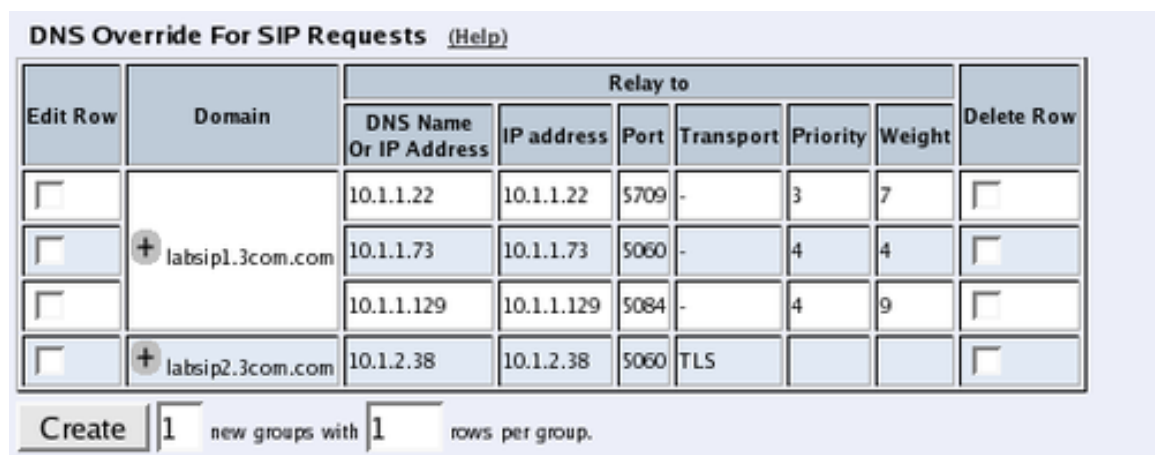 DNS Override For SIP Requests (Help)
Edit Row Domain Relay to Delete Row
DNS Name Or IP Address IP address Port Transport Priority Weight
10.1.1.22 10.1.1.22 5709 - 3 7
+ labsip1.3com.com 10.1.1.73 10.1.1.73 5060 - 4 4
10.1.1.129 10.1.1.129 5084 - 4 9
+ labsip2.3com.com 10.1.2.38 10.1.2.38 5060 TLS
Create 1 new groups with 1 rows per group.